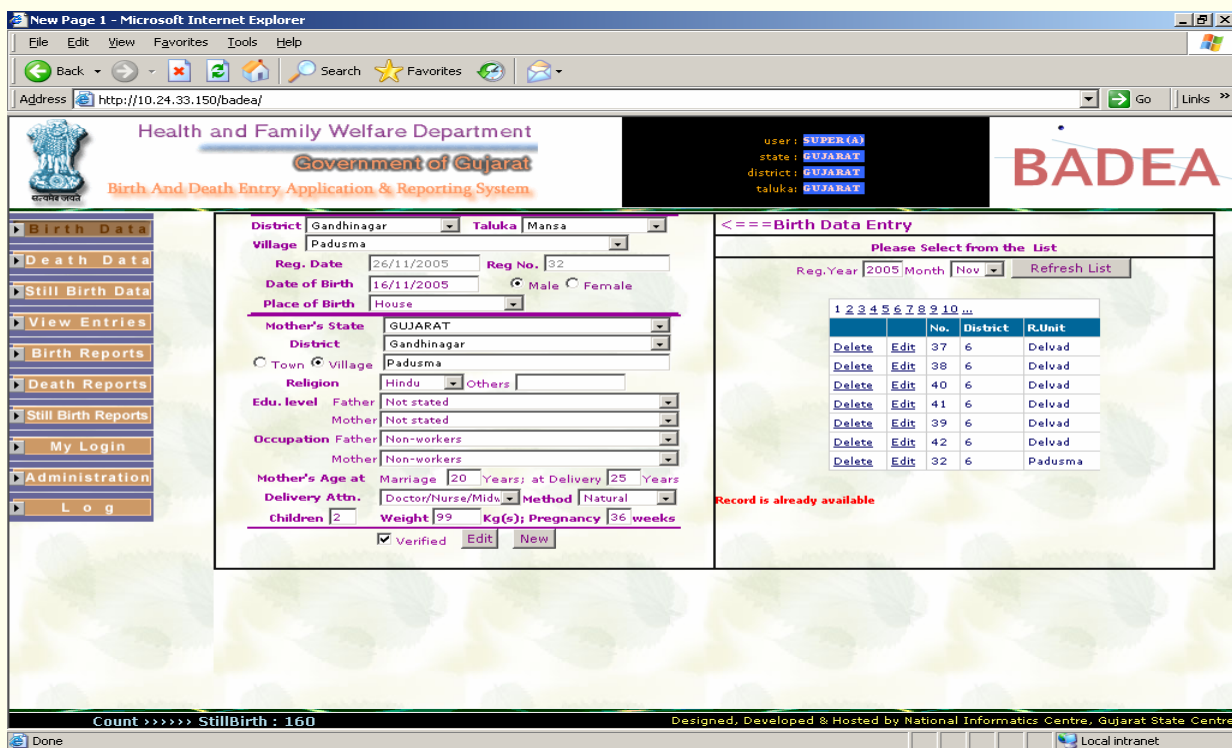 New Page 1 - Microsoft Internet Explorer
File Edit View Favorites Tools Help
Back Search Favorites
Address http://10.24.33.150/badea/ Go Links »
Health and Family Welfare Department
Government of Gujarat
Birth And Death Entry Application & Reporting System
सत्यमेव जयते
user : SUPER (A)
state : GUJARAT
district : GUJARAT
taluka: GUJARAT
BADEA
Birth Data
Death Data
Still Birth Data
View Entries
Birth Reports
Death Reports
Still Birth Reports
My Login
Administration
Log
District Gandhinagar Taluka Mansa
Village Padusma
Reg. Date 26/11/2005 Reg No. 32
Date of Birth 16/11/2005 Male Female
Place of Birth House
Mother's State GUJARAT
District Gandhinagar
Town Village Padusma
Religion Hindu Others
Edu. level Father Not stated
Mother Not stated
Occupation Father Non-workers
Mother Non-workers
Mother's Age at Marriage 20 Years; at Delivery 25 Years
Delivery Attn. Doctor/Nurse/Midw Method Natural
Children 2 Weight 99 Kg(s); Pregnancy 36 weeks
Verified Edit New
<===Birth Data Entry
Please Select from the List
Reg.Year 2005 Month Nov Refresh List
1 2 3 4 5 6 7 8 9 10 ...
No. District R.Unit
Delete Edit 37 6 Delvad
Delete Edit 38 6 Delvad
Delete Edit 40 6 Delvad
Delete Edit 41 6 Delvad
Delete Edit 39 6 Delvad
Delete Edit 42 6 Delvad
Delete Edit 32 6 Padusma
Record is already available
Count >>>>>> StillBirth : 160
Designed, Developed & Hosted by National Informatics Centre, Gujarat State Centre
Done Local intranet